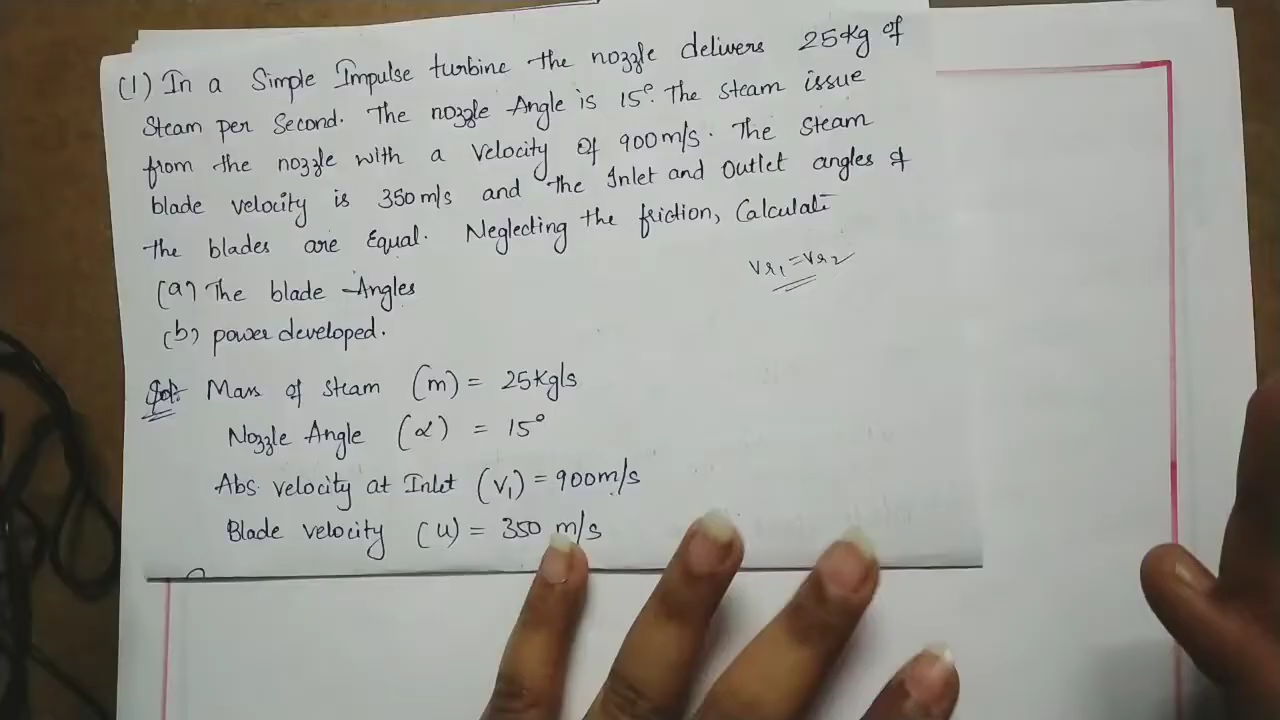 (1) In a Simple Impulse turbine the nozzle delivers 25kg of
Steam per Second. The nozzle Angle is 15°. The steam issue
from the nozzle with a velocity of 900m/s. The steam
blade velocity is 350m/s and the Inlet and Outlet angles of
the blades are Equal. Neglecting the friction, Calculate
Vr1 = Vr2
(a) The blade Angles
(b) power developed.
Sol: Mass of steam (m) = 25kg/s
Nozzle Angle (α) = 15°
Abs. velocity at Inlet (V1) = 900m/s
Blade velocity (u) = 350 m/s